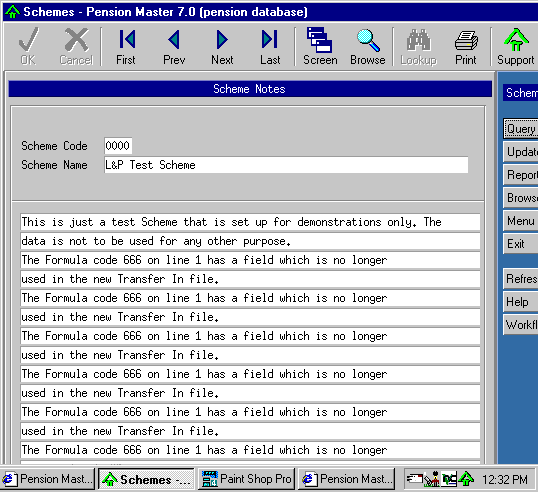 Schemes - Pension Master 7.0 (pension database)
OK Cancel First Prev Next Last Screen Browse Lookup Print Support
Scheme Notes
Schem
Scheme Code 0000
Scheme Name L&P Test Scheme
Query
Update
Report
Browse
Menu
Exit
Refres
Help
Workfl
This is just a test Scheme that is set up for demonstrations only. The
data is not to be used for any other purpose.
The Formula code 666 on line 1 has a field which is no longer
used in the new Transfer In file.
The Formula code 666 on line 1 has a field which is no longer
used in the new Transfer In file.
The Formula code 666 on line 1 has a field which is no longer
used in the new Transfer In file.
The Formula code 666 on line 1 has a field which is no longer
used in the new Transfer In file.
The Formula code 666 on line 1 has a field which is no longer
used in the new Transfer In file.
The Formula code 666 on line 1 has a field which is no longer
Pension Mast... Schemes -... Paint Shop Pro Pension Mast... 12:32 PM